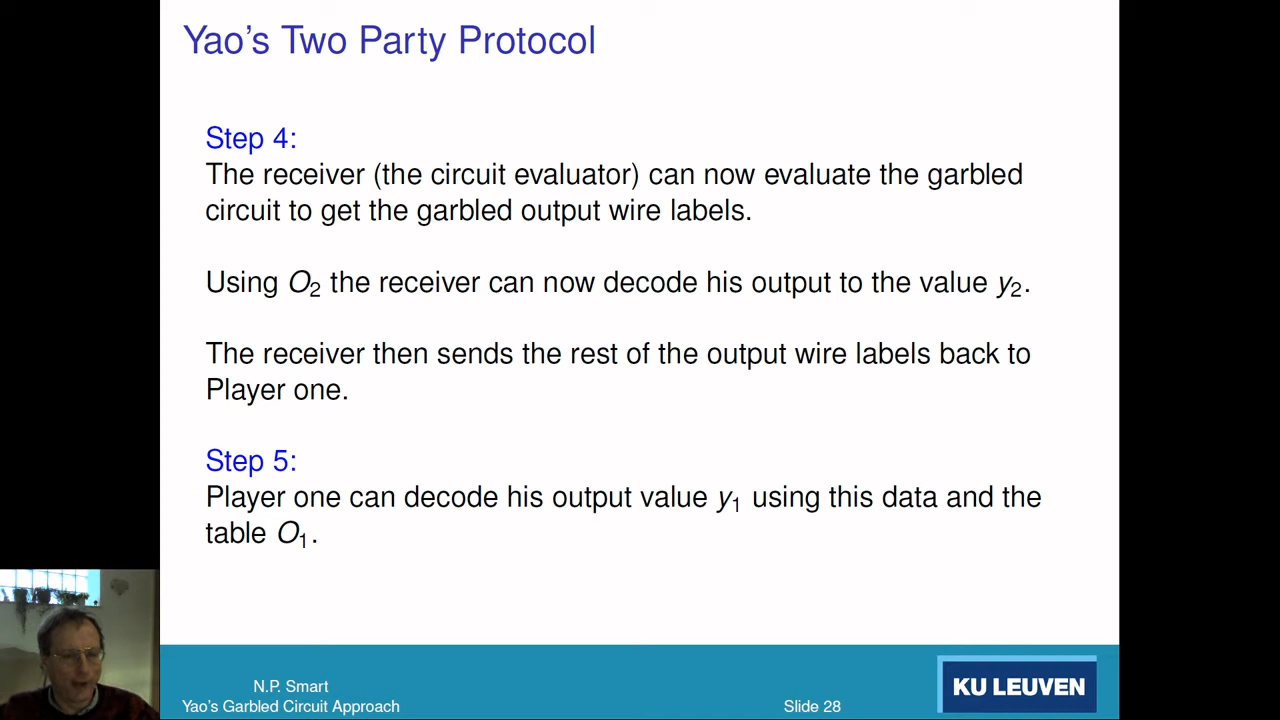 Yao's Two Party Protocol
Step 4:
The receiver (the circuit evaluator) can now evaluate the garbled
circuit to get the garbled output wire labels.
Using O₂ the receiver can now decode his output to the value y₂.
The receiver then sends the rest of the output wire labels back to
Player one.
Step 5:
Player one can decode his output value y₁ using this data and the
table O₁.
N.P. Smart
Yao's Garbled Circuit Approach
Slide 28
KU LEUVEN